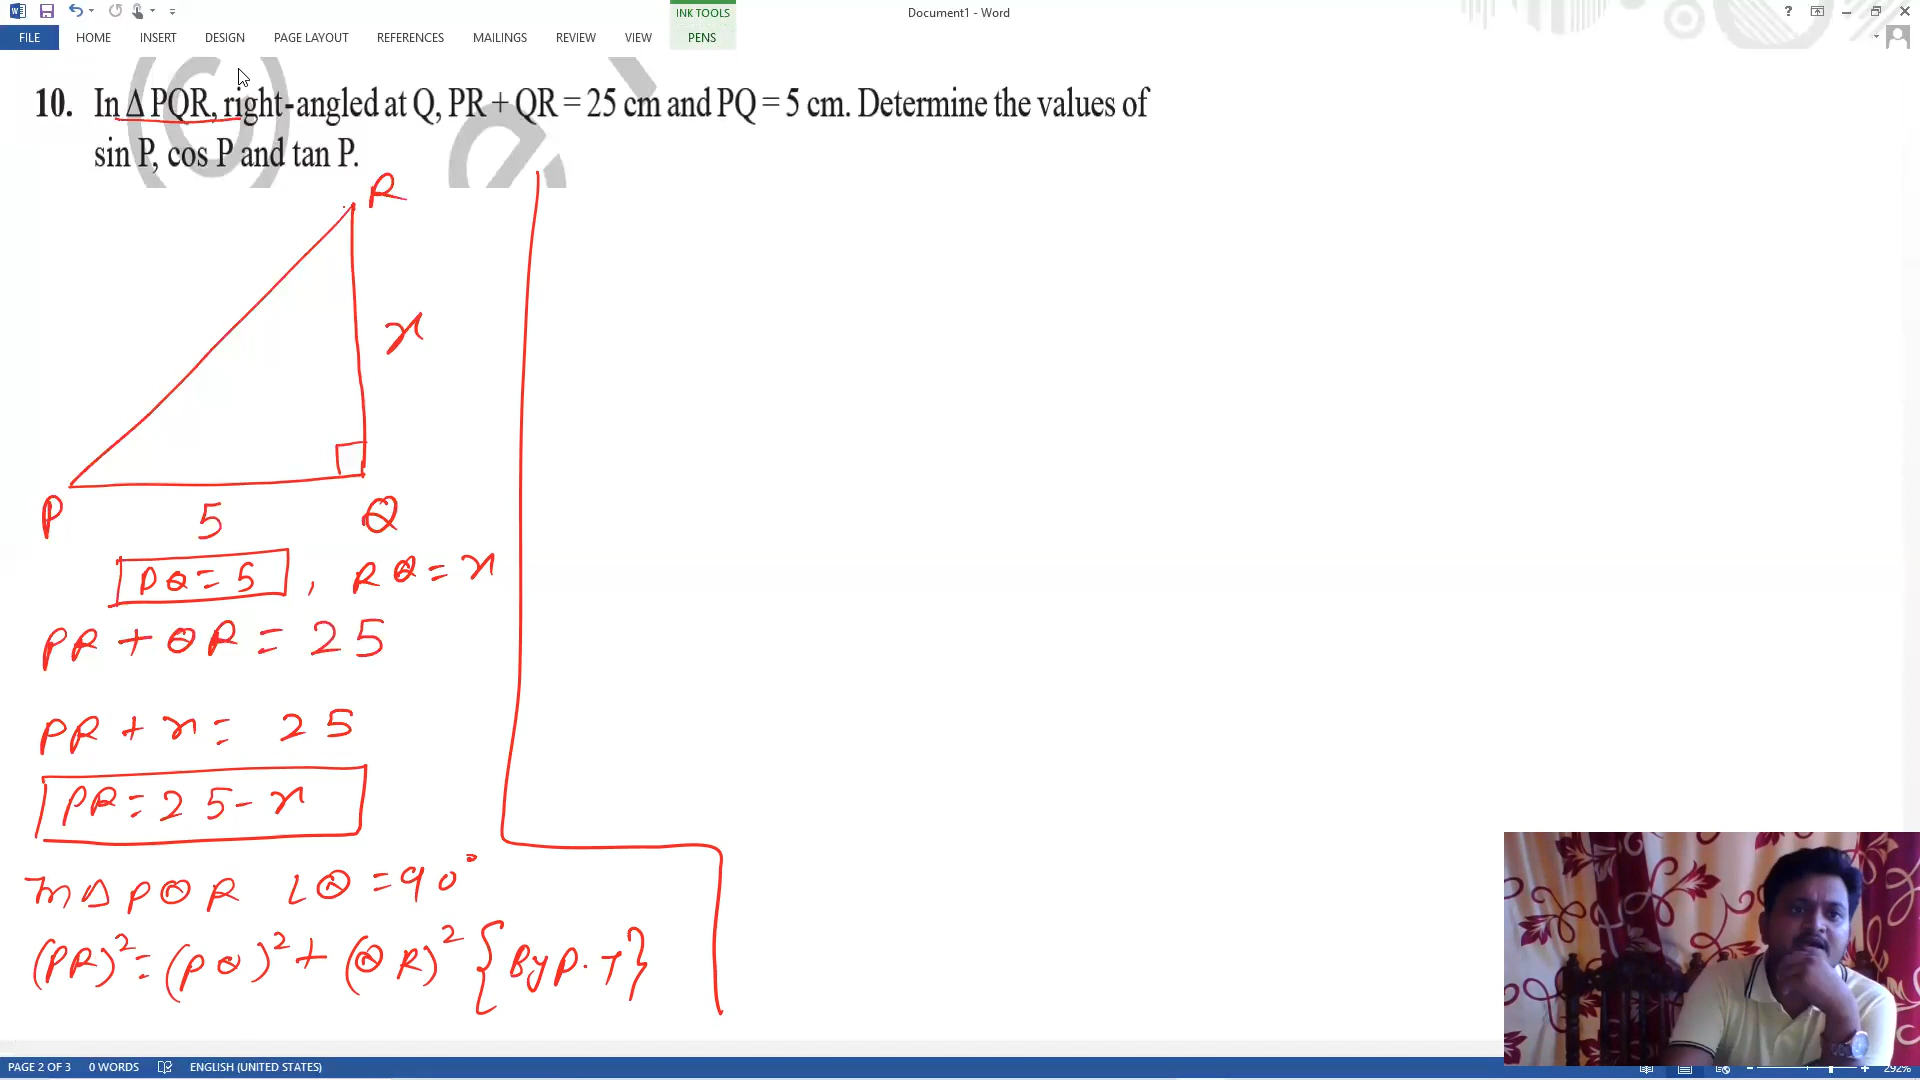 INK TOOLS
Document1 - Word
?
FILE HOME INSERT DESIGN PAGE LAYOUT REFERENCES MAILINGS REVIEW VIEW PENS
10. In Δ PQR, right-angled at Q, PR + QR = 25 cm and PQ = 5 cm. Determine the values of
sin P, cos P and tan P.
R
x
P 5 Q
PQ = 5 , RQ = x
PR + QR = 25
PR + x = 25
PR = 25 - x
In Δ PQR ∠Q = 90°
(PR)² = (PQ)² + (QR)² { By P. T }
PAGE 2 OF 3 0 WORDS ENGLISH (UNITED STATES) 292%